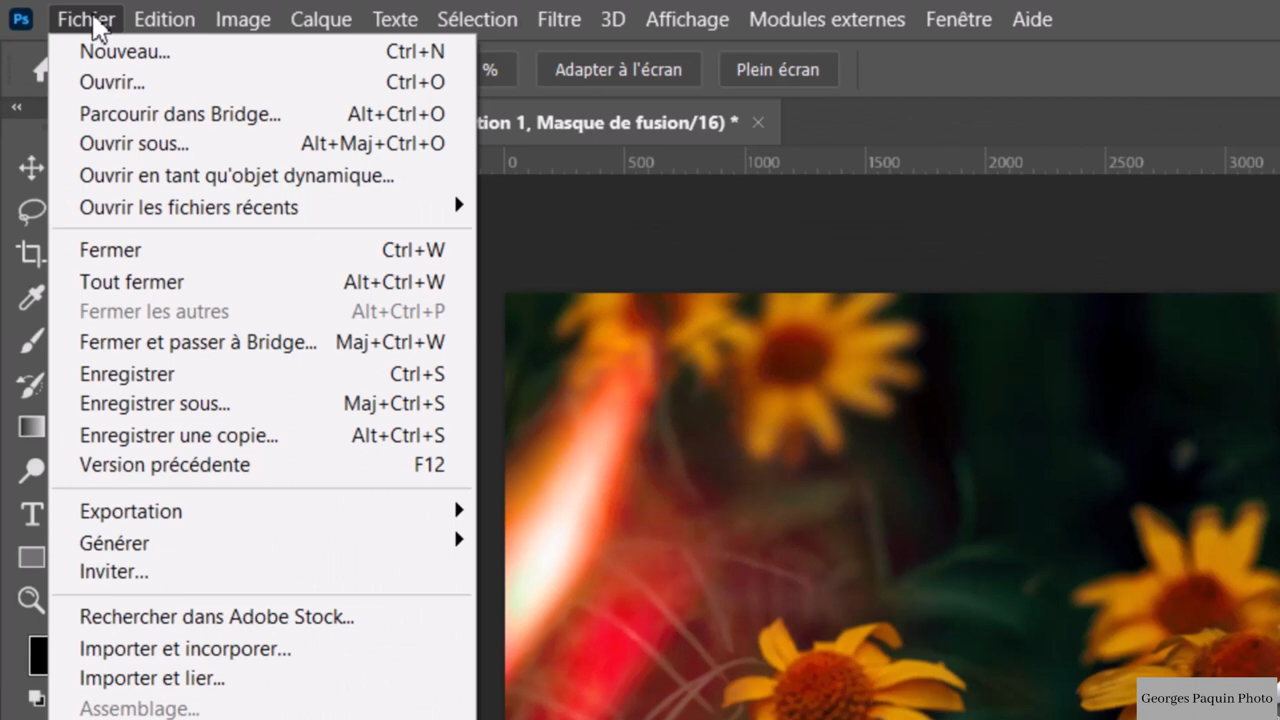 Ps Fichier Edition Image Calque Texte Sélection Filtre 3D Affichage Modules externes Fenêtre Aide
% Adapter à l'écran Plein écran
tion 1, Masque de fusion/16) * ×
0 500 1000 1500 2000 2500 3000
Nouveau... Ctrl+N
Ouvrir... Ctrl+O
Parcourir dans Bridge... Alt+Ctrl+O
Ouvrir sous... Alt+Maj+Ctrl+O
Ouvrir en tant qu'objet dynamique...
Ouvrir les fichiers récents
Fermer Ctrl+W
Tout fermer Alt+Ctrl+W
Fermer les autres Alt+Ctrl+P
Fermer et passer à Bridge... Maj+Ctrl+W
Enregistrer Ctrl+S
Enregistrer sous... Maj+Ctrl+S
Enregistrer une copie... Alt+Ctrl+S
Version précédente F12
Exportation
Générer
Inviter...
Rechercher dans Adobe Stock...
Importer et incorporer...
Importer et lier...
Assemblage...
Georges Paquin Photo